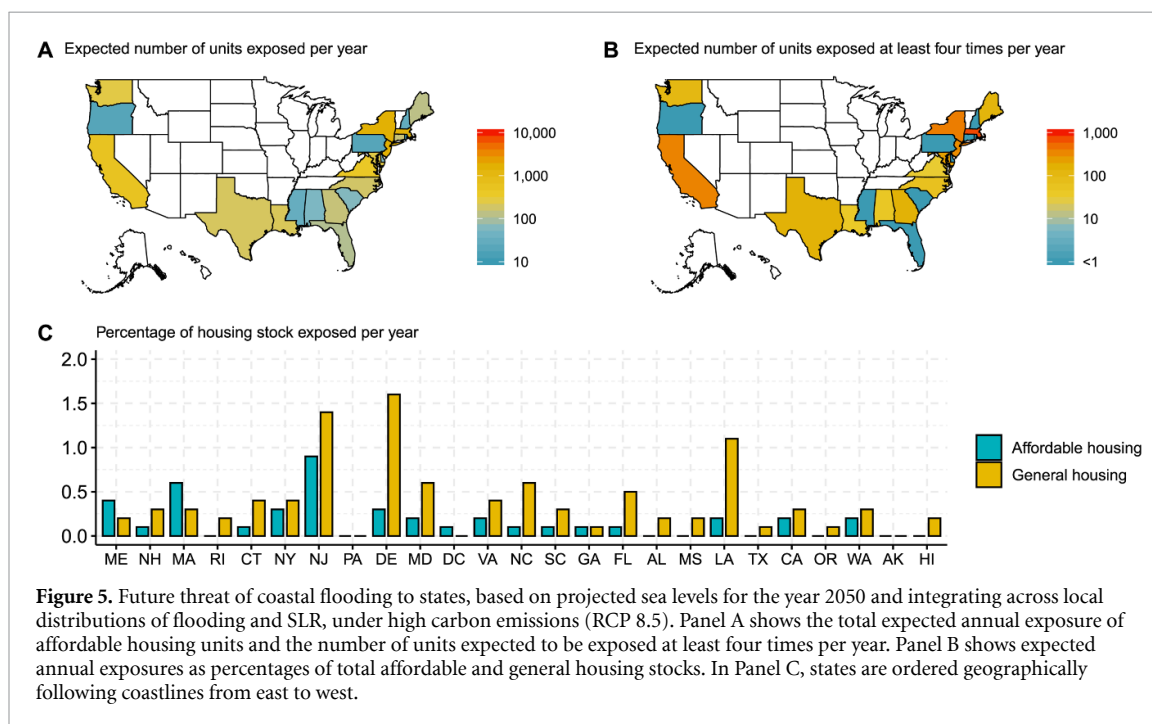 A Expected number of units exposed per year
B Expected number of units exposed at least four times per year
10,000
1,000
100
10
1,000
100
10
<1
C Percentage of housing stock exposed per year
2.0
1.5
1.0
0.5
0.0
ME NH MA RI CT NY NJ PA DE MD DC VA NC SC GA FL AL MS LA TX CA OR WA AK HI
Affordable housing
General housing
Figure 5. Future threat of coastal flooding to states, based on projected sea levels for the year 2050 and integrating across local
distributions of flooding and SLR, under high carbon emissions (RCP 8.5). Panel A shows the total expected annual exposure of
affordable housing units and the number of units expected to be exposed at least four times per year. Panel B shows expected
annual exposures as percentages of total affordable and general housing stocks. In Panel C, states are ordered geographically
following coastlines from east to west.